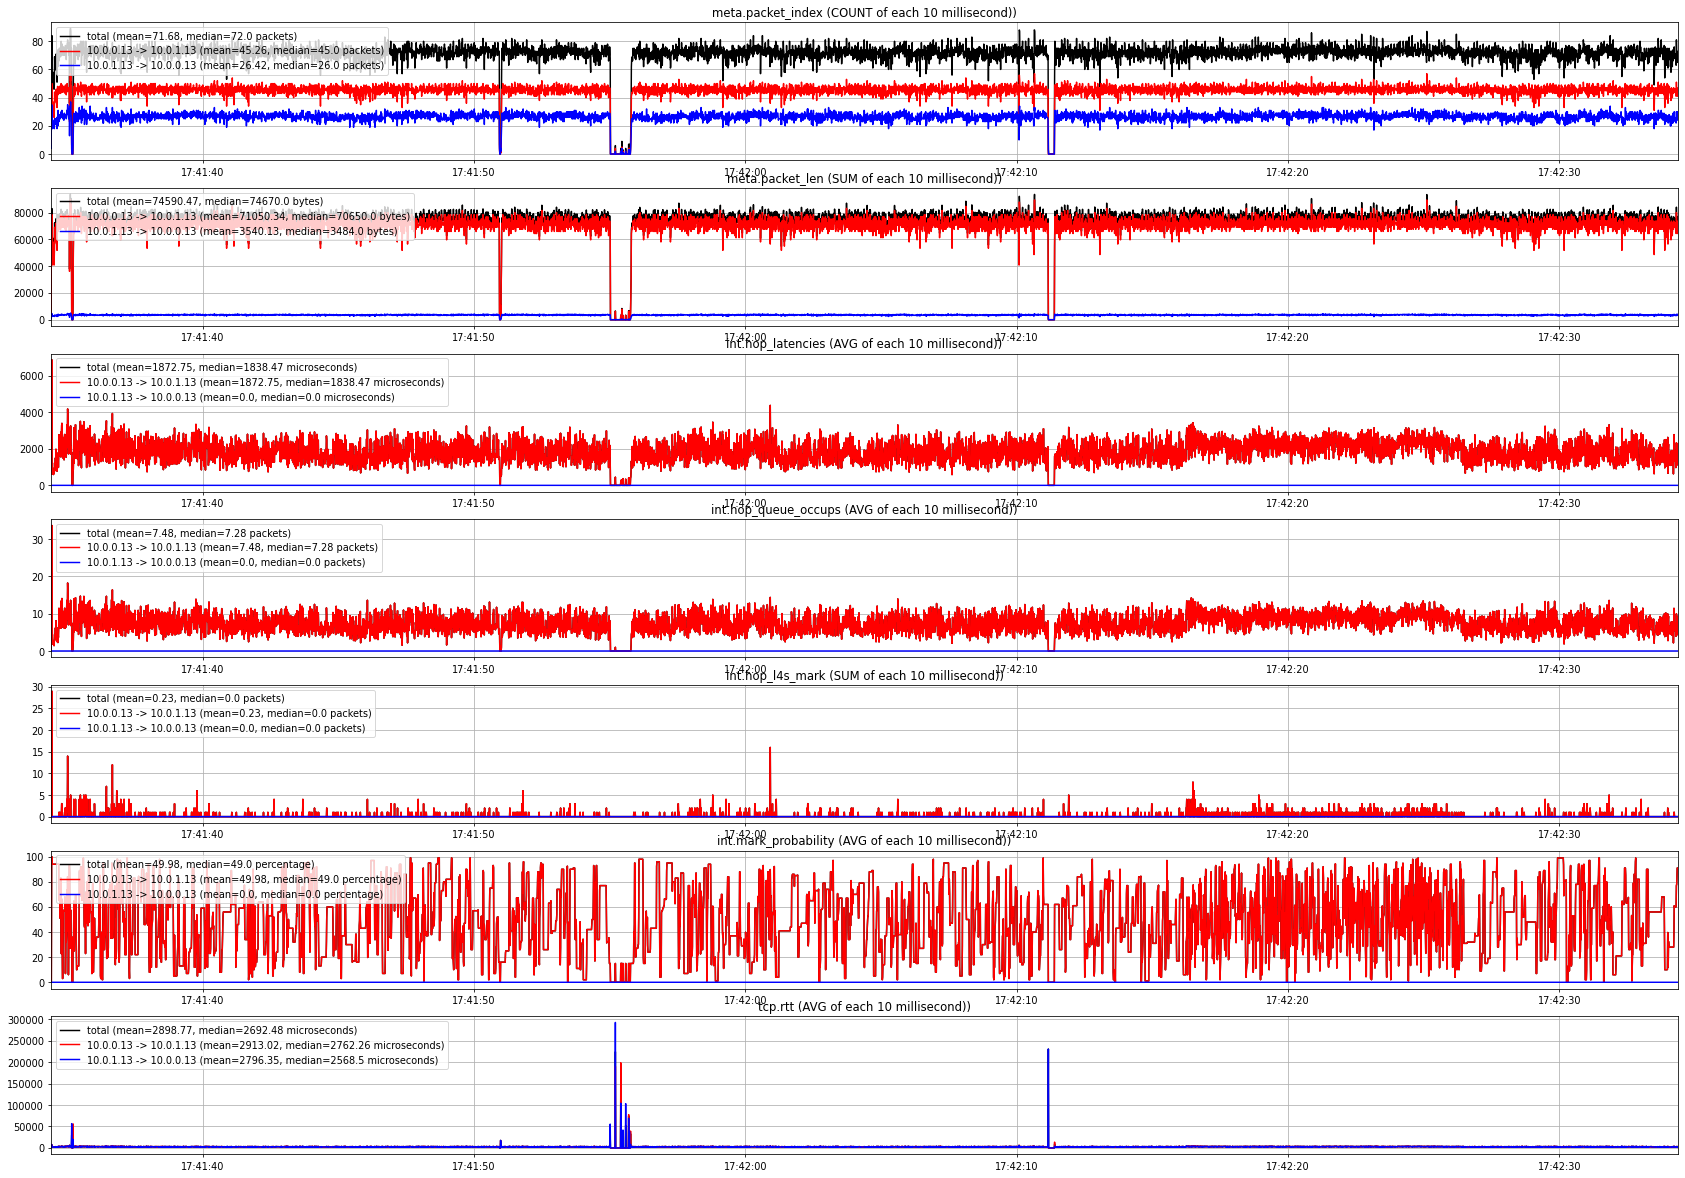 meta.packet_index (COUNT of each 10 millisecond))
total (mean=71.68, median=72.0 packets)
10.0.0.13 -> 10.0.1.13 (mean=45.26, median=45.0 packets)
10.0.1.13 -> 10.0.0.13 (mean=26.42, median=26.0 packets)
80
60
40
20
0
17:41:40 17:41:50 17:42:00 17:42:10 17:42:20 17:42:30
meta.packet_len (SUM of each 10 millisecond))
total (mean=74590.47, median=74670.0 bytes)
10.0.0.13 -> 10.0.1.13 (mean=71050.34, median=70650.0 bytes)
10.0.1.13 -> 10.0.0.13 (mean=3540.13, median=3484.0 bytes)
80000
60000
40000
20000
0
17:41:40 17:41:50 17:42:00 17:42:10 17:42:20 17:42:30
int.hop_latencies (AVG of each 10 millisecond))
total (mean=1872.75, median=1838.47 microseconds)
10.0.0.13 -> 10.0.1.13 (mean=1872.75, median=1838.47 microseconds)
10.0.1.13 -> 10.0.0.13 (mean=0.0, median=0.0 microseconds)
6000
4000
2000
0
17:41:40 17:41:50 17:42:00 17:42:10 17:42:20 17:42:30
int.hop_queue_occups (AVG of each 10 millisecond))
total (mean=7.48, median=7.28 packets)
10.0.0.13 -> 10.0.1.13 (mean=7.48, median=7.28 packets)
10.0.1.13 -> 10.0.0.13 (mean=0.0, median=0.0 packets)
30
20
10
0
17:41:40 17:41:50 17:42:00 17:42:10 17:42:20 17:42:30
int.hop_l4s_mark (SUM of each 10 millisecond))
total (mean=0.23, median=0.0 packets)
10.0.0.13 -> 10.0.1.13 (mean=0.23, median=0.0 packets)
10.0.1.13 -> 10.0.0.13 (mean=0.0, median=0.0 packets)
30
25
20
15
10
5
0
17:41:40 17:41:50 17:42:00 17:42:10 17:42:20 17:42:30
int.mark_probability (AVG of each 10 millisecond))
total (mean=49.98, median=49.0 percentage)
10.0.0.13 -> 10.0.1.13 (mean=49.98, median=49.0 percentage)
10.0.1.13 -> 10.0.0.13 (mean=0.0, median=0.0 percentage)
100
80
60
40
20
0
17:41:40 17:41:50 17:42:00 17:42:10 17:42:20 17:42:30
tcp.rtt (AVG of each 10 millisecond))
total (mean=2898.77, median=2692.48 microseconds)
10.0.0.13 -> 10.0.1.13 (mean=2913.02, median=2762.26 microseconds)
10.0.1.13 -> 10.0.0.13 (mean=2796.35, median=2568.5 microseconds)
300000
250000
200000
150000
100000
50000
0
17:41:40 17:41:50 17:42:00 17:42:10 17:42:20 17:42:30